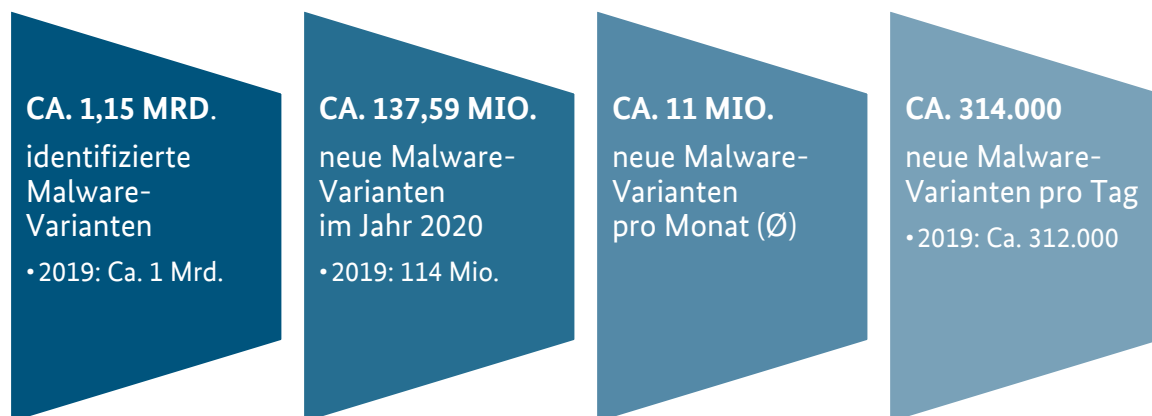 CA. 1,15 MRD.
identifizierte
Malware-
Varianten
• 2019: Ca. 1 Mrd.
CA. 137,59 MIO.
neue Malware-
Varianten
im Jahr 2020
• 2019: 114 Mio.
CA. 11 MIO.
neue Malware-
Varianten
pro Monat (Ø)
CA. 314.000
neue Malware-
Varianten pro Tag
• 2019: Ca. 312.000